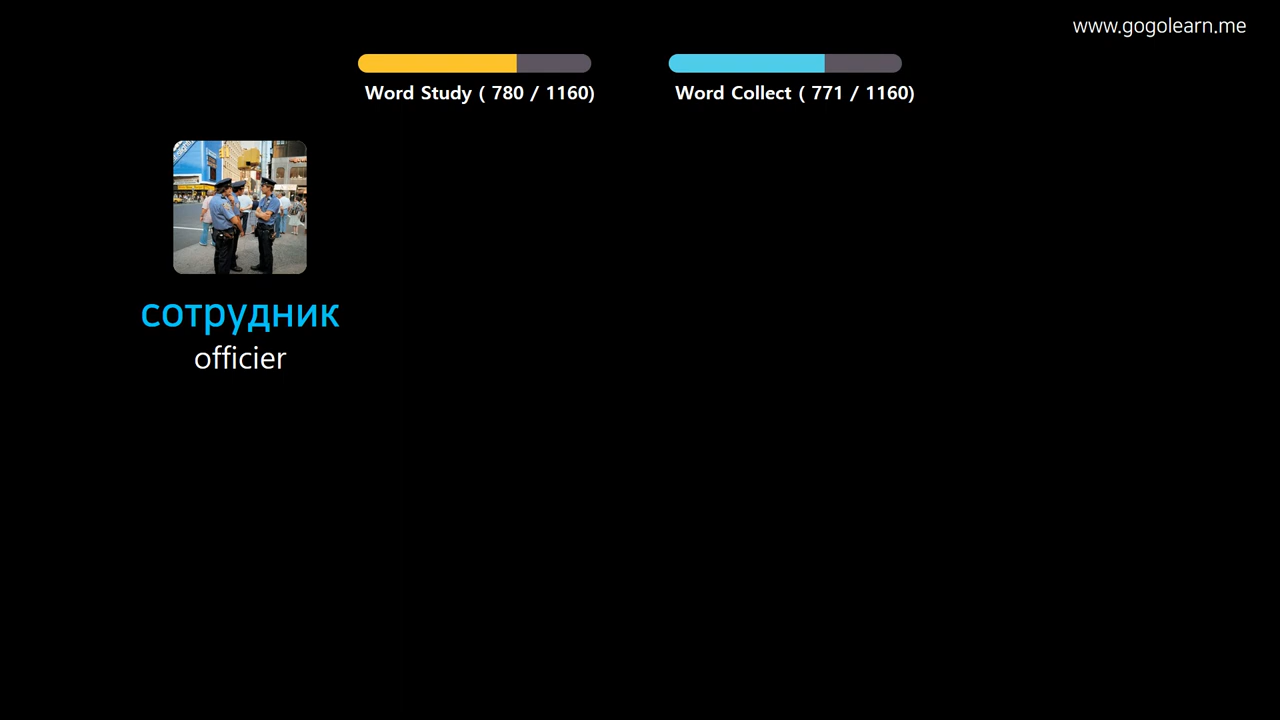 www.gogolearn.me
Word Study ( 780 / 1160)
Word Collect ( 771 / 1160)
сотрудник
officier